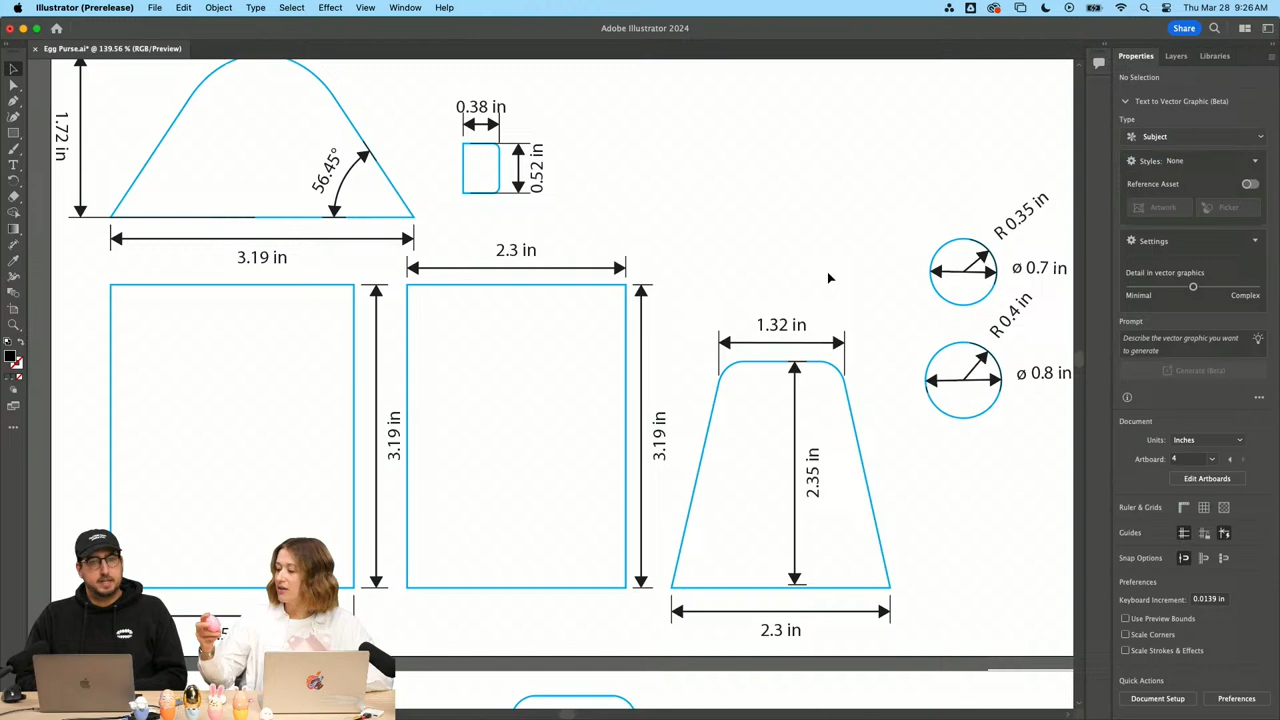 Illustrator (Prerelease) File Edit Object Type Select Effect View Window Help
Thu Mar 28 9:26 AM
Adobe Illustrator 2024
Share
Egg Purse.ai* @ 139.56 % (RGB/Preview)
Properties Layers Libraries
No Selection
Text to Vector Graphic (Beta)
Type
Subject
Styles: None
Reference Asset
Artwork
Picker
Settings
Detail in vector graphics
Minimal Complex
Prompt
Describe the vector graphic you want
to generate
Generate (Beta)
Document
Units: Inches
Artboard: 4
Edit Artboards
Ruler & Grids
Guides
Snap Options
Preferences
Keyboard Increment: 0.0139 in
Use Preview Bounds
Scale Corners
Scale Strokes & Effects
Quick Actions
Document Setup
Preferences
1.72 in
56.45°
3.19 in
0.38 in
0.52 in
2.3 in
3.19 in
3.19 in
1.32 in
2.35 in
2.3 in
R 0.35 in
ø 0.7 in
R 0.4 in
ø 0.8 in